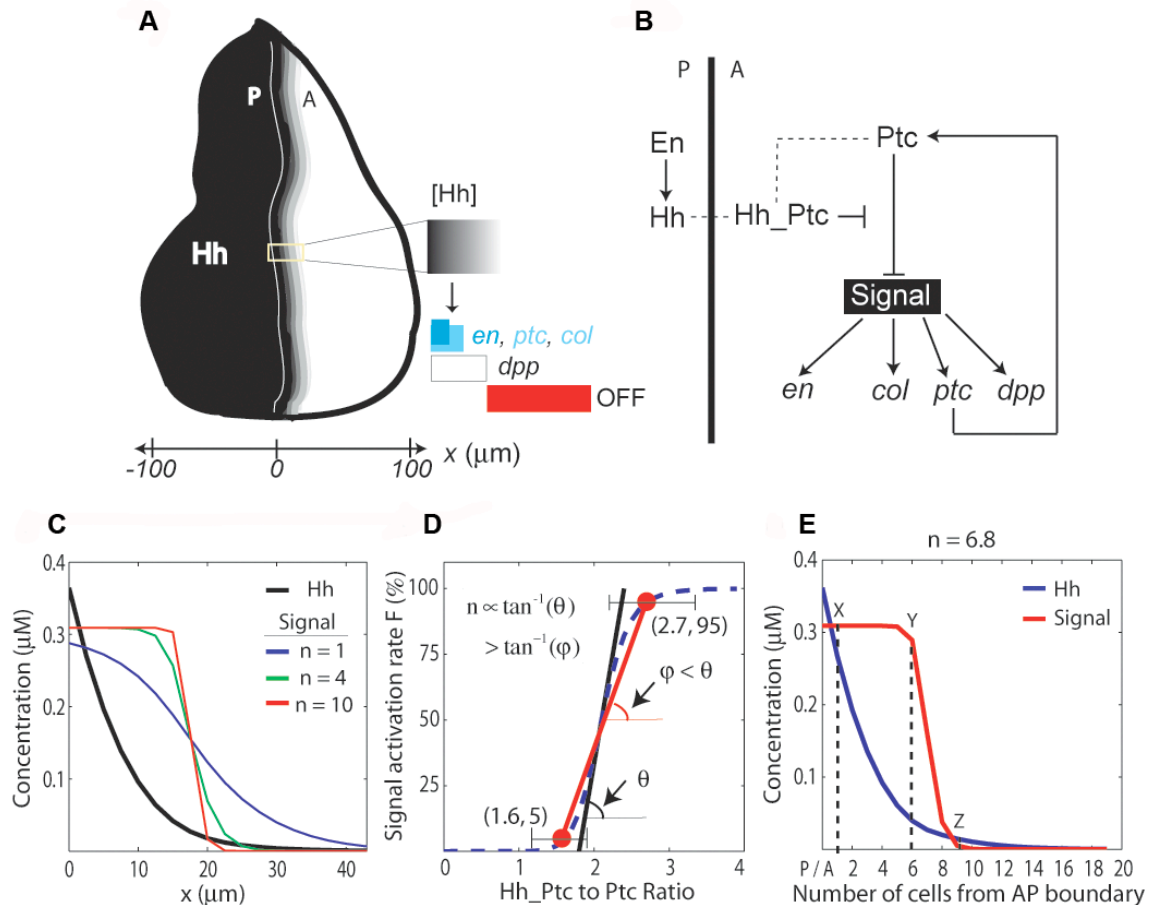 A
P
A
Hh
[Hh]
en, ptc, col
dpp
OFF
-100
0
100
x (μm)
B
P
A
En
Hh
Hh_Ptc
Ptc
Signal
en
col
ptc
dpp
C
Concentration (μM)
0.4
0.3
0.2
0.1
Hh
Signal
n = 1
n = 4
n = 10
0
10
20
30
40
x (μm)
D
Signal activation rate F (%)
100
75
50
25
n ∝ tan⁻¹(θ)
> tan⁻¹(φ)
(2.7, 95)
φ < θ
θ
(1.6, 5)
0
1
2
3
4
Hh_Ptc to Ptc Ratio
E
n = 6.8
Concentration (μM)
0.4
0.3
0.2
0.1
Hh
Signal
X
Y
Z
P / A
2
4
6
8
10
12
14
16
18
20
Number of cells from AP boundary